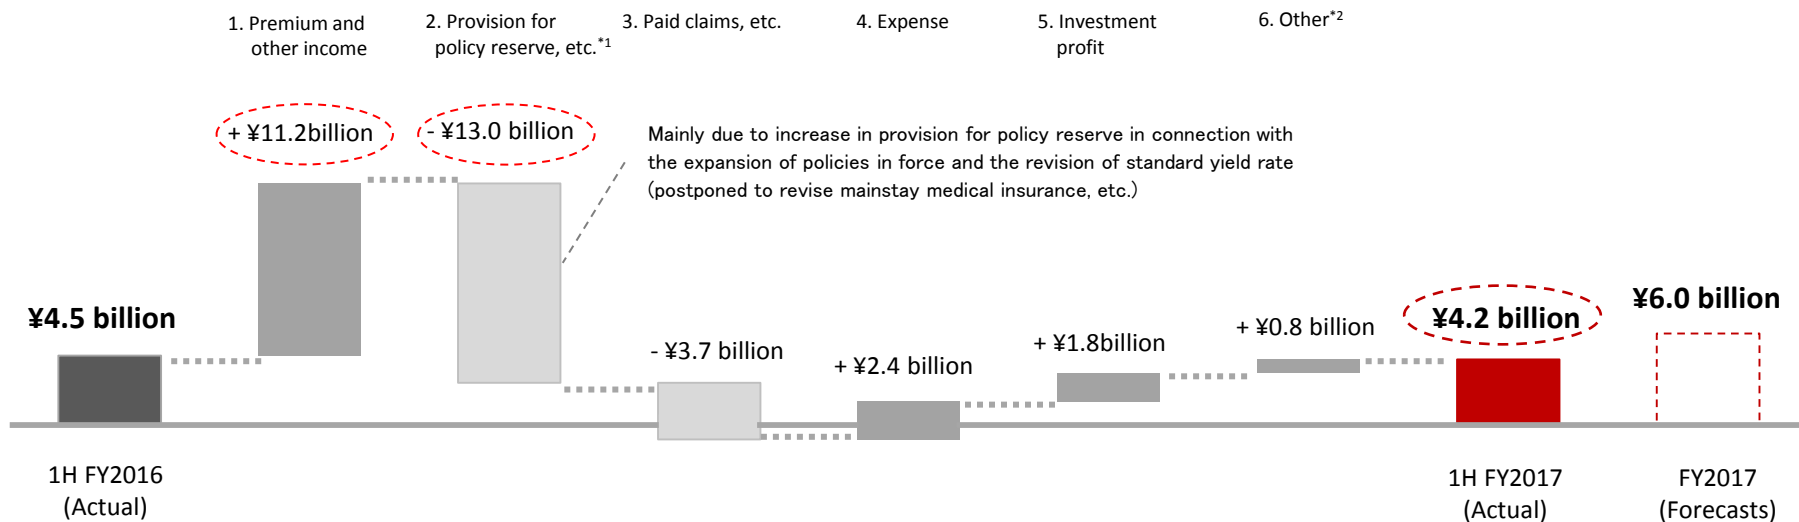 1. Premium and
other income
2. Provision for
policy reserve, etc.*1
3. Paid claims, etc.
4. Expense
5. Investment
profit
6. Other*2
+ ¥11.2billion
- ¥13.0 billion
Mainly due to increase in provision for policy reserve in connection with
the expansion of policies in force and the revision of standard yield rate
(postponed to revise mainstay medical insurance, etc.)
¥4.5 billion
- ¥3.7 billion
+ ¥2.4 billion
+ ¥1.8billion
+ ¥0.8 billion
¥4.2 billion
¥6.0 billion
1H FY2016
(Actual)
1H FY2017
(Actual)
FY2017
(Forecasts)